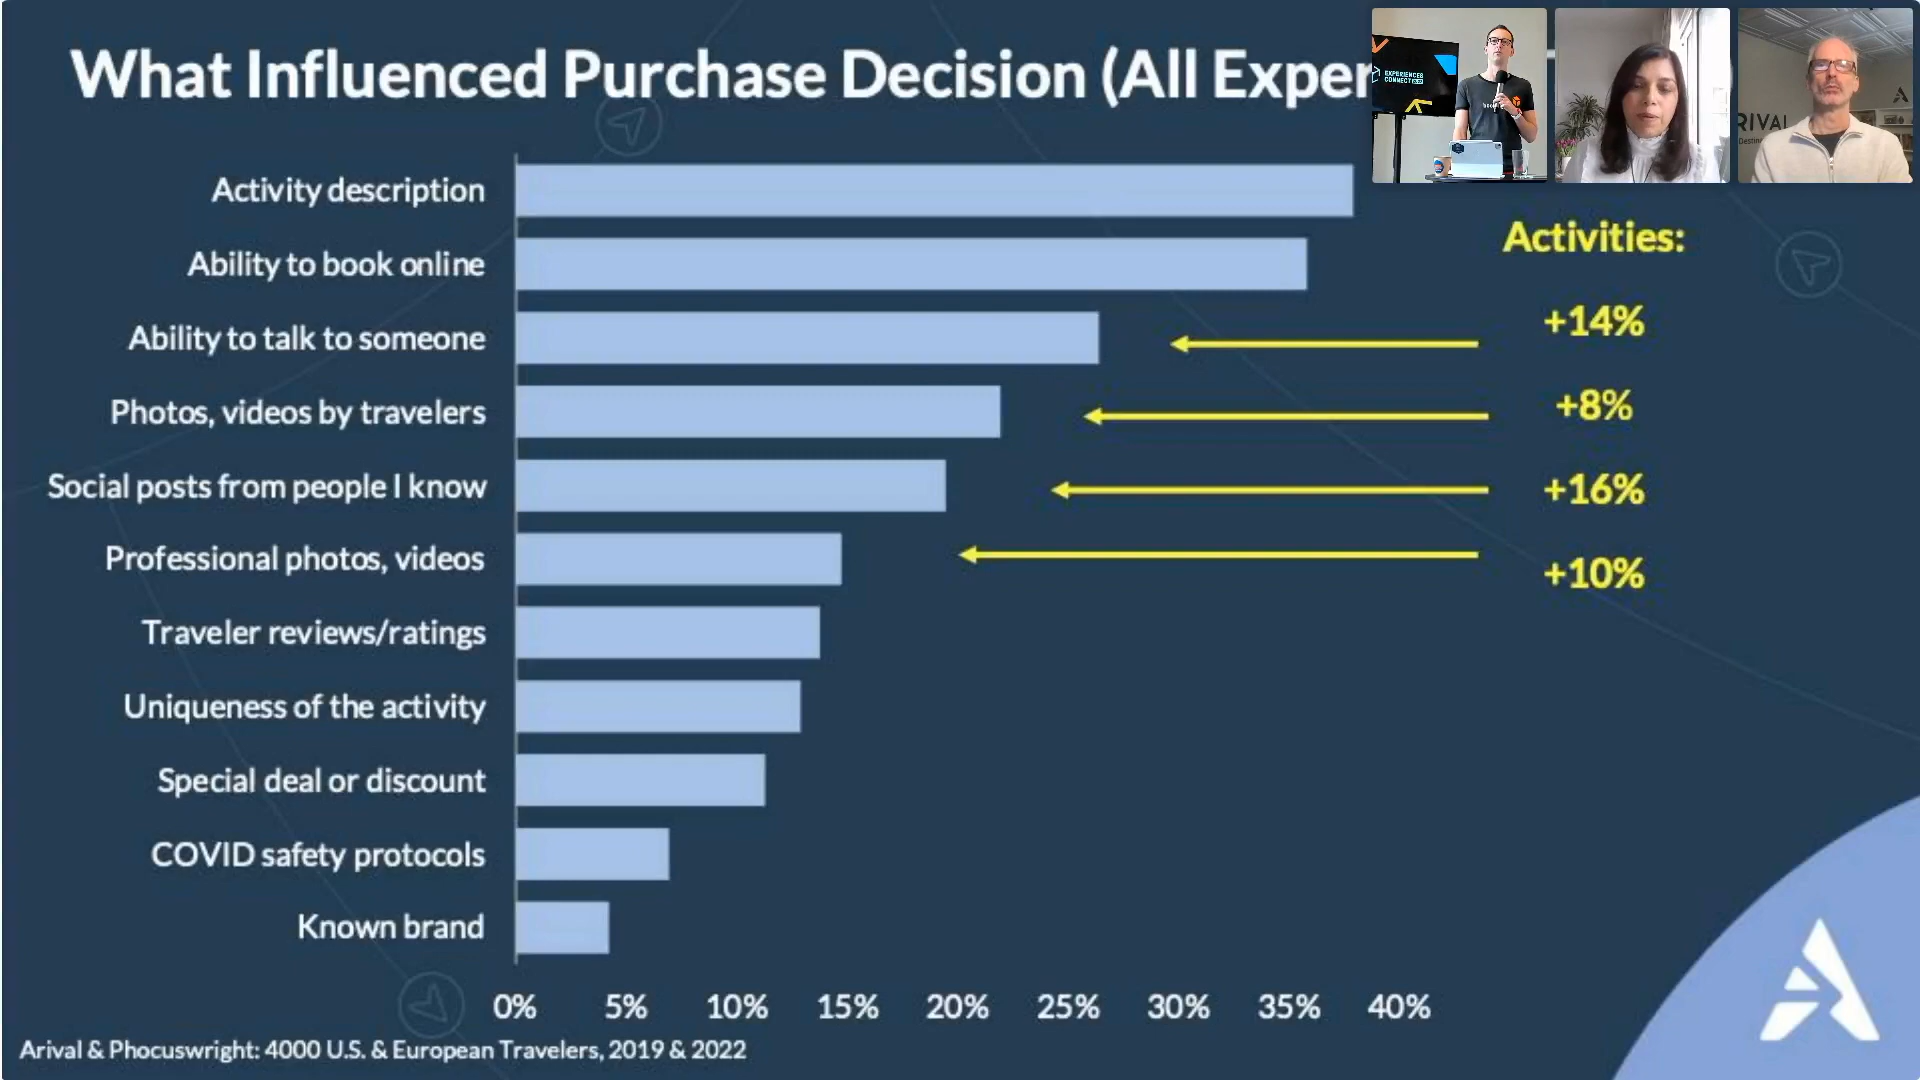 What Influenced Purchase Decision (All Exper
EXPERIENCES
CONNECT
RIVAL
Activity description
Ability to book online
Ability to talk to someone
Photos, videos by travelers
Social posts from people I know
Professional photos, videos
Traveler reviews/ratings
Uniqueness of the activity
Special deal or discount
COVID safety protocols
Known brand
Activities:
+14%
+8%
+16%
+10%
0% 5% 10% 15% 20% 25% 30% 35% 40%
Arival & Phocuswright: 4000 U.S. & European Travelers, 2019 & 2022